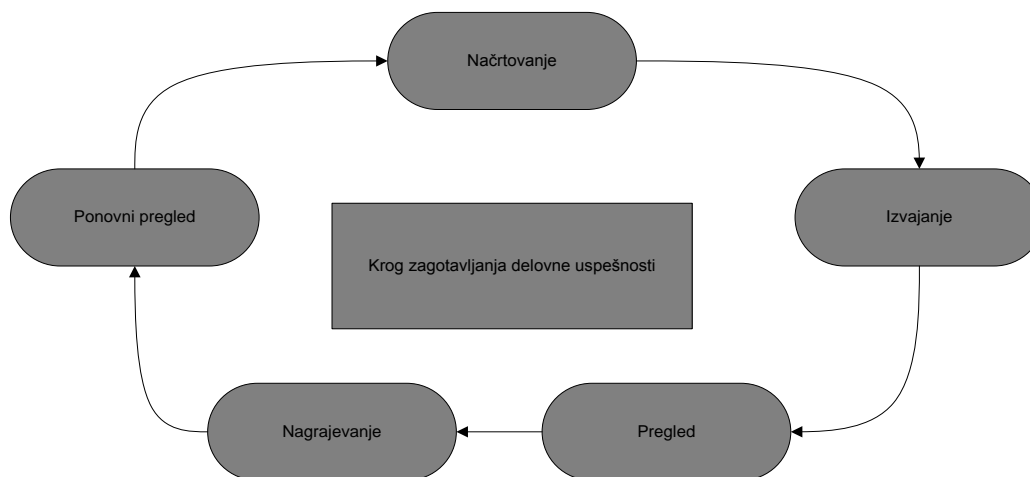 Načrtovanje
Ponovni pregled
Izvajanje
Krog zagotavljanja delovne uspešnosti
Nagrajevanje
Pregled